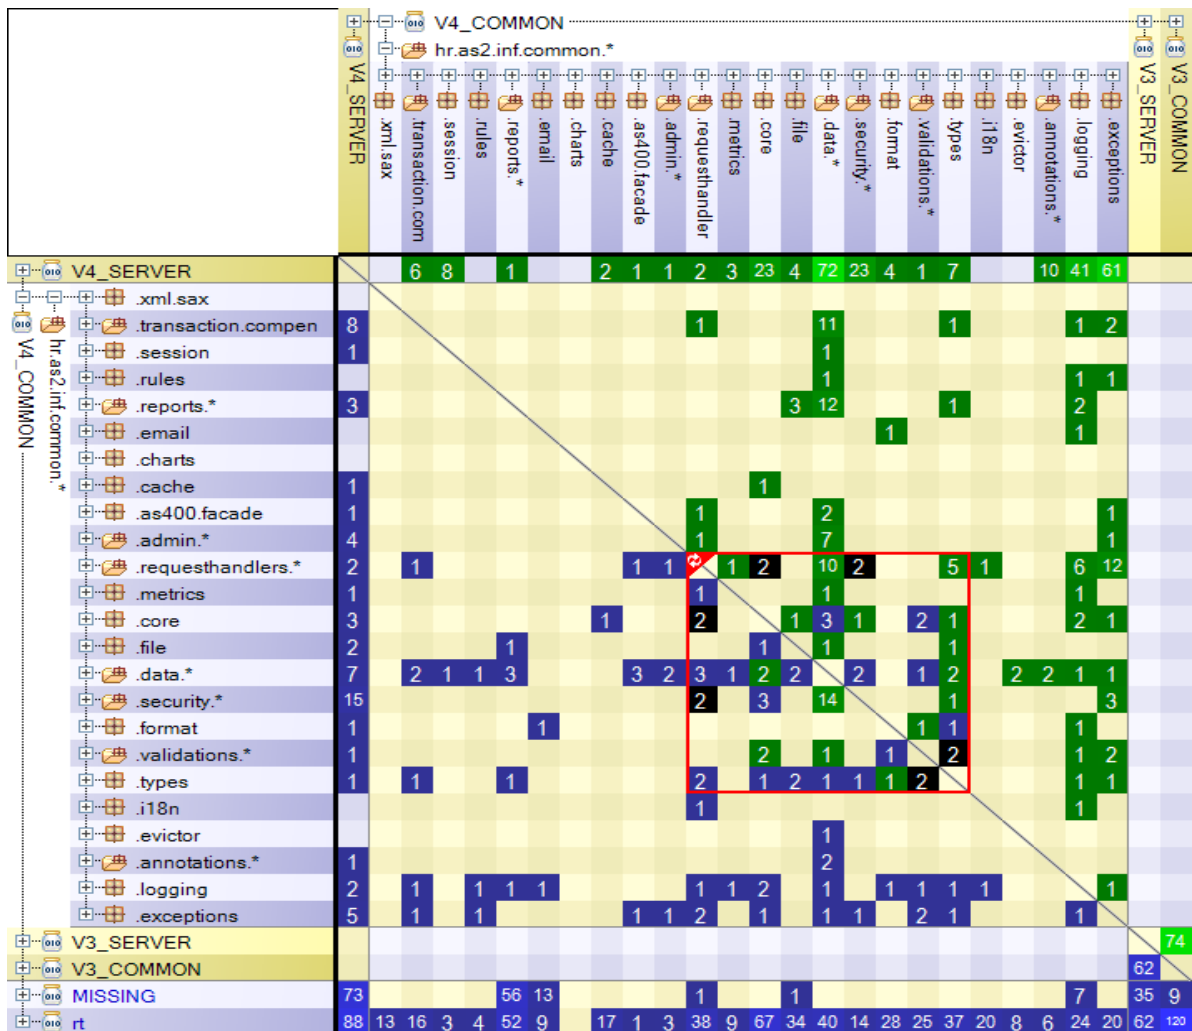 V4_COMMON
hr.as2.inf.common.*
V4_SERVER
.xml.sax
.transaction.com
.session
.rules
.reports.*
.email
.charts
.cache
.as400.facade
.admin.*
.requesthandler
.metrics
.core
.file
.data.*
.security.*
.format
.validations.*
.types
.i18n
.evictor
.annotations.*
.logging
.exceptions
V3_SERVER
V3_COMMON
V4_SERVER 6 8 1 2 1 1 2 3 23 4 72 23 4 1 7 10 41 61
V4_COMMON
hr.as2.inf.common.*
.xml.sax
.transaction.compen 8 1 11 1 1 2
.session 1 1
.rules 1 1 1
.reports.* 3 3 12 1 2
.email 1 1
.charts
.cache 1 1
.as400.facade 1 1 2 1
.admin.* 4 1 7 1
.requesthandlers.* 2 1 1 1 1 2 10 2 5 1 6 12
.metrics 1 1 1 1
.core 3 1 2 1 3 1 2 1 2 1
.file 2 1 1 1 1
.data.* 7 2 1 1 3 3 2 3 1 2 2 2 1 2 2 2 1 1
.security.* 15 2 3 14 1 3
.format 1 1 1 1 1
.validations.* 1 2 1 1 2 1 2
.types 1 1 1 2 1 2 1 1 1 2 1 1
.i18n 1 1
.evictor 1
.annotations.* 1 2
.logging 2 1 1 1 1 1 1 2 1 1 1 1 1 1
.exceptions 5 1 1 1 1 2 1 1 1 2 1 1
V3_SERVER 74
V3_COMMON 62
MISSING 73 56 13 1 1 7 35 9
rt 88 13 16 3 4 52 9 17 1 3 38 9 67 34 40 14 28 25 37 20 8 6 24 20 62 120